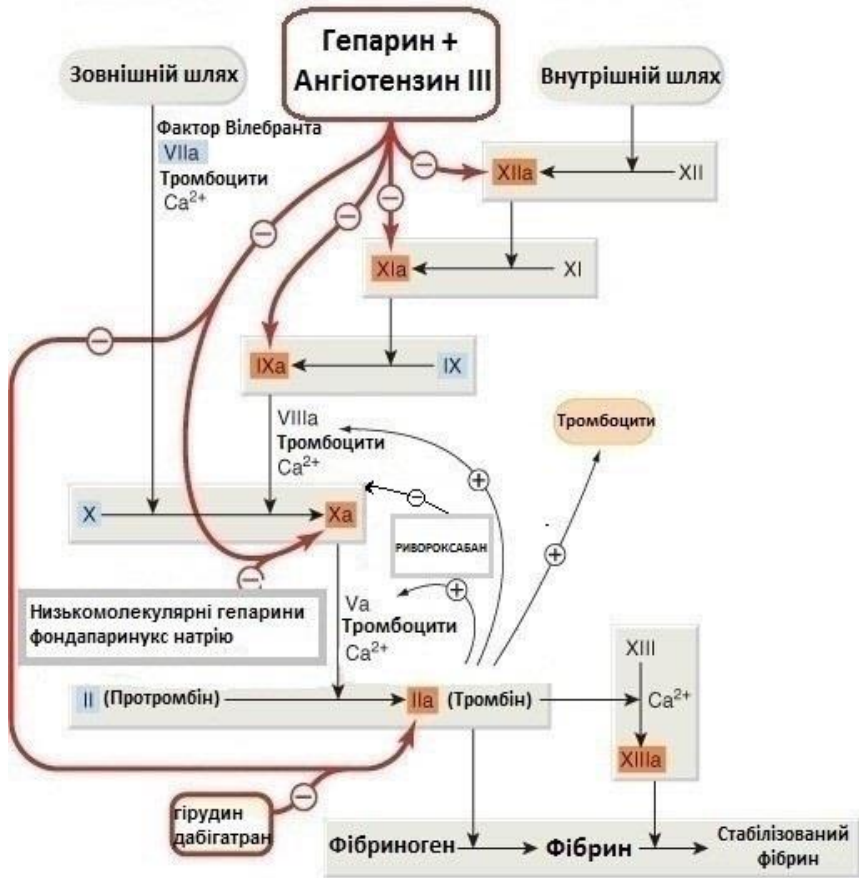 Гепарин +
Ангіотензин III
Зовнішній шлях
Внутрішній шлях
Фактор Вілебранта
VIIa
Тромбоцити
Ca2+
XIIa
XII
XIa
XI
IXa
IX
VIIIa
Тромбоцити
Ca2+
Тромбоцити
X
Xa
РИВОРОКСАБАН
Низькомолекулярні гепарини
фондапаринукс натрію
Va
Тромбоцити
Ca2+
XIII
Ca2+
XIIIa
II (Протромбін)
IIa (Тромбін)
гірудин
дабігатран
Фібриноген
Фібрин
Стабілізований
фібрин